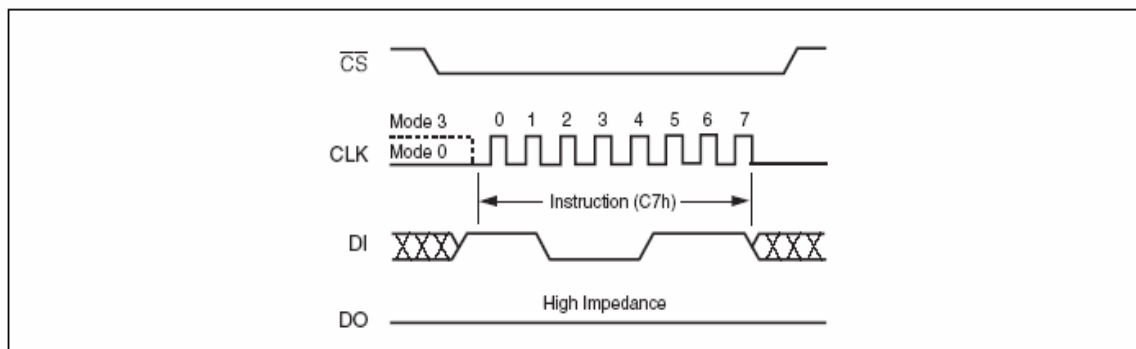 CS
Mode 3
0 1 2 3 4 5 6 7
CLK
Mode 0
Instruction (C7h)
DI
High Impedance
DO